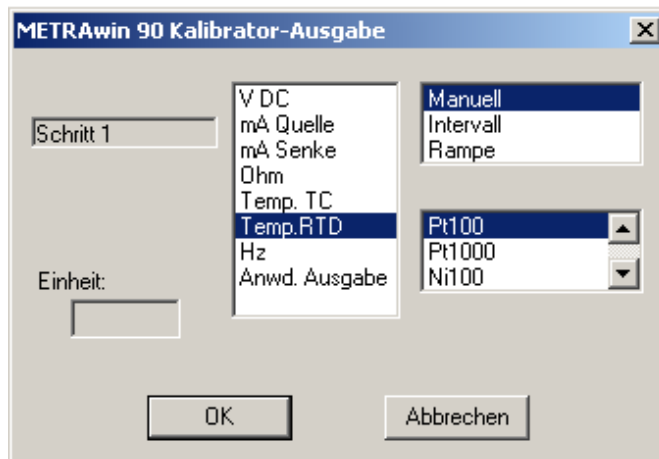 METRAwin 90 Kalibrator-Ausgabe
Schritt 1
V DC
mA Quelle
mA Senke
Ohm
Temp. TC
Temp.RTD
Hz
Anwd. Ausgabe
Manuell
Intervall
Rampe
Pt100
Pt1000
Ni100
Einheit:
OK
Abbrechen